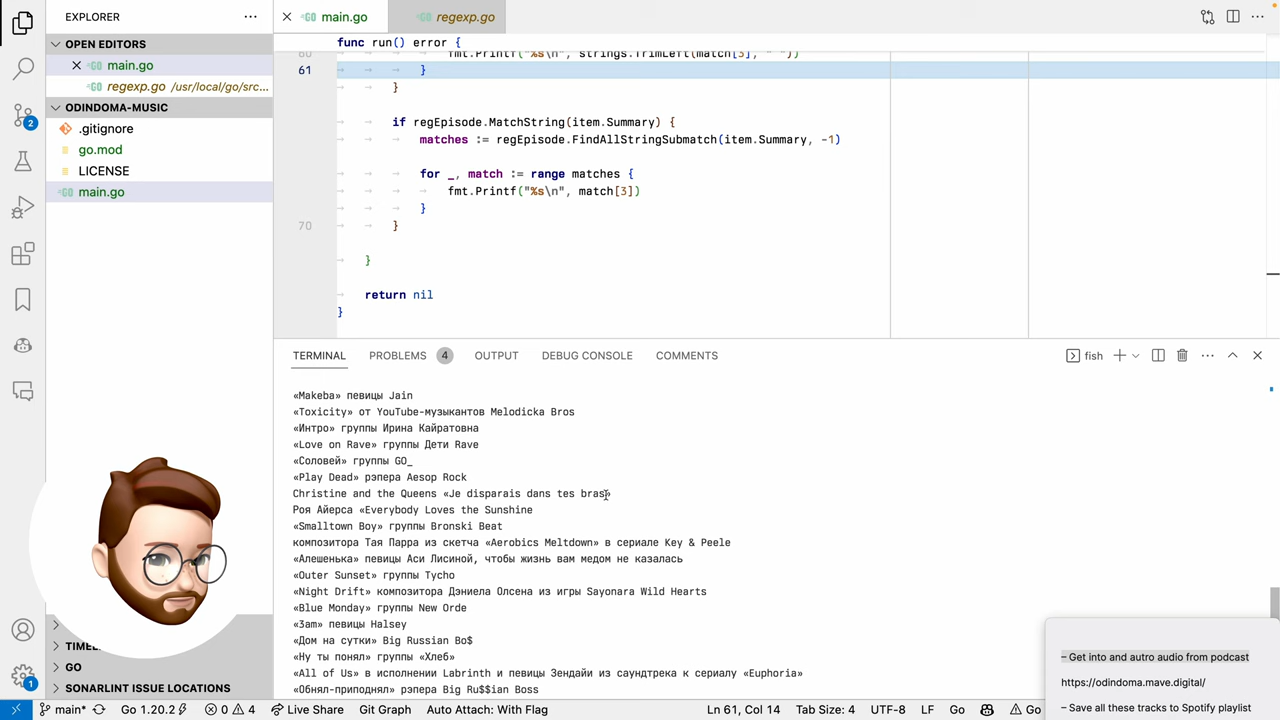 EXPLORER
main.go
regexp.go
OPEN EDITORS
func run() error {
main.go
60 fmt.Printf("%s\n", strings.TrimLeft(match[3], " "))
61 }
regexp.go /usr/local/go/src...
}
ODINDOMA-MUSIC
.gitignore
if regEpisode.MatchString(item.Summary) {
matches := regEpisode.FindAllStringSubmatch(item.Summary, -1)
go.mod
LICENSE
for _, match := range matches {
main.go
fmt.Printf("%s\n", match[3])
}
70 }
}
return nil
}
TERMINAL PROBLEMS 4 OUTPUT DEBUG CONSOLE COMMENTS
fish
«Makeba» певицы Jain
«Toxicity» от YouTube-музыкантов Melodicka Bros
«Интро» группы Ирина Кайратовна
«Love on Rave» группы Дети Rave
«Соловей» группы GO_
«Play Dead» рэпера Aesop Rock
Christine and the Queens «Je disparais dans tes bras»
Роя Айерса «Everybody Loves the Sunshine
«Smalltown Boy» группы Bronski Beat
композитора Тая Парра из скетча «Aerobics Meltdown» в сериале Key & Peele
«Алешенька» певицы Аси Лисиной, чтобы жизнь вам медом не казалась
«Outer Sunset» группы Tycho
«Night Drift» композитора Дэниела Олсена из игры Sayonara Wild Hearts
«Blue Monday» группы New Orde
«3am» певицы Halsey
«Дом на сутки» Big Russian Bo$
«Ну ты понял» группы «Хлеб»
«All of Us» в исполнении Labrinth и певицы Зендайи из саундтрека к сериалу «Euphoria»
«Обнял-приподнял» рэпера Big Ru$$ian Boss
2
TIMEL
GO
SONARLINT ISSUE LOCATIONS
1
– Get into and autro audio from podcast
https://odindoma.mave.digital/
– Save all these tracks to Spotify playlist
main* Go 1.20.2 0 4 Live Share Git Graph Auto Attach: With Flag Ln 61, Col 14 Tab Size: 4 UTF-8 LF Go Go